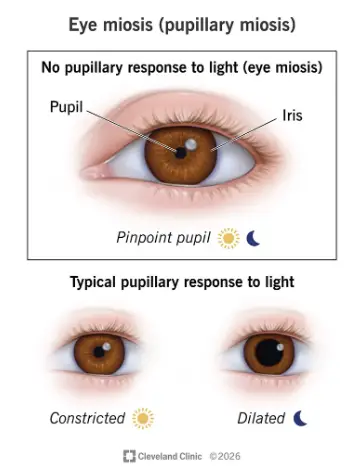 Eye miosis (pupillary miosis)
No pupillary response to light (eye miosis)
Pupil
Iris
Pinpoint pupil
Typical pupillary response to light
Constricted
Dilated
Cleveland Clinic ©2026